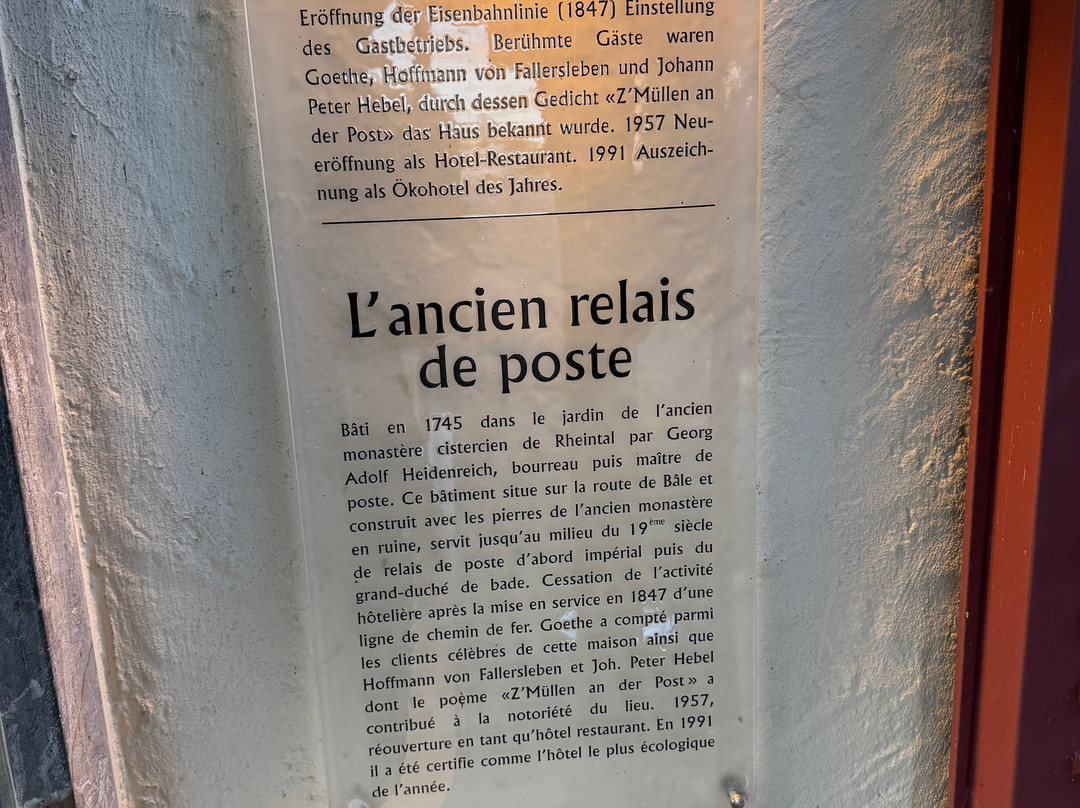 Eröffnung der Eisenbahnlinie (1847) Einstellung
des Gastbetriebs. Berühmte Gäste waren
Goethe, Hoffmann von Fallersleben und Johann
Peter Hebel, durch dessen Gedicht «Z'Müllen an
der Post» das Haus bekannt wurde. 1957 Neu-
eröffnung als Hotel-Restaurant. 1991 Auszeich-
nung als Ökohotel des Jahres.
L'ancien relais
de poste
Bâti en 1745 dans le jardin de l'ancien
monastère cistercien de Rheintal par Georg
Adolf Heidenreich, bourreau puis maître de
poste. Ce bâtiment situe sur la route de Bâle et
construit avec les pierres de l'ancien monastère
en ruine, servit jusqu'au milieu du 19ème siècle
de relais de poste d'abord impérial puis du
grand-duché de bade. Cessation de l'activité
hôtelière après la mise en service en 1847 d'une
ligne de chemin de fer. Goethe a compté parmi
les clients célèbres de cette maison ainsi que
Hoffmann von Fallersleben et Joh. Peter Hebel
dont le poème «Z'Müllen an der Post» a
contribué à la notoriété du lieu. 1957,
réouverture en tant qu'hôtel restaurant. En 1991
il a été certifie comme l'hôtel le plus écologique
de l'année.